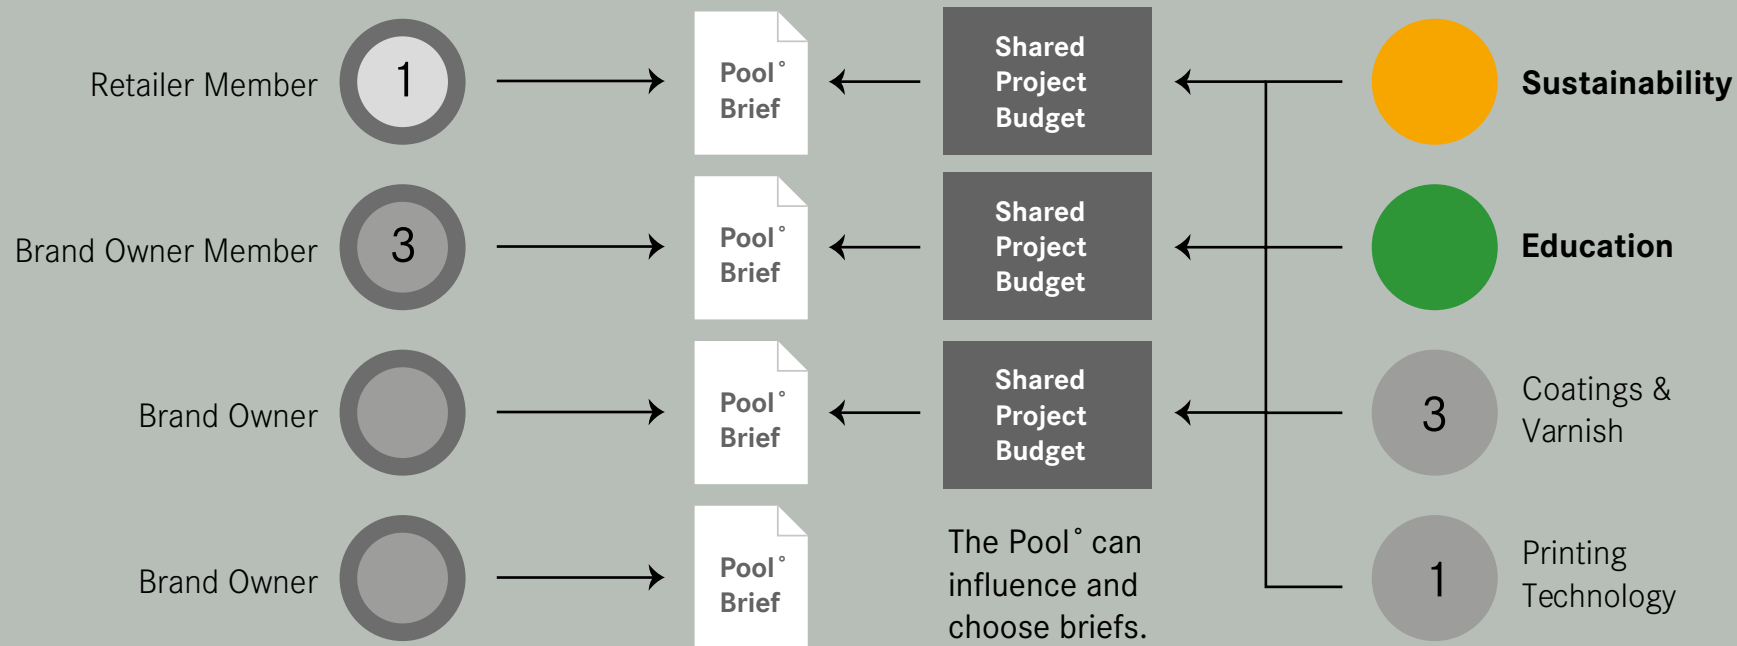 Retailer Member
1
Pool°
Brief
Shared
Project
Budget
Sustainability
Brand Owner Member
3
Pool°
Brief
Shared
Project
Budget
Education
Brand Owner
Pool°
Brief
Shared
Project
Budget
3
Coatings &
Varnish
Brand Owner
Pool°
Brief
The Pool° can
influence and
choose briefs.
1
Printing
Technology